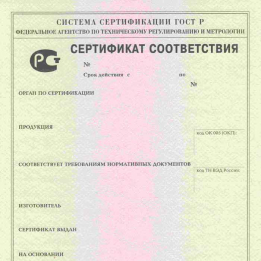 СИСТЕМА СЕРТИФИКАЦИИ ГОСТ Р
ФЕДЕРАЛЬНОЕ АГЕНТСТВО ПО ТЕХНИЧЕСКОМУ РЕГУЛИРОВАНИЮ И МЕТРОЛОГИИ
СЕРТИФИКАТ СООТВЕТСТВИЯ
№
Срок действия с по
№
ОРГАН ПО СЕРТИФИКАЦИИ
ПРОДУКЦИЯ
код ОК 005 (ОКП):
СООТВЕТСТВУЕТ ТРЕБОВАНИЯМ НОРМАТИВНЫХ ДОКУМЕНТОВ
код ТН ВЭД России:
ИЗГОТОВИТЕЛЬ
СЕРТИФИКАТ ВЫДАН
НА ОСНОВАНИИ